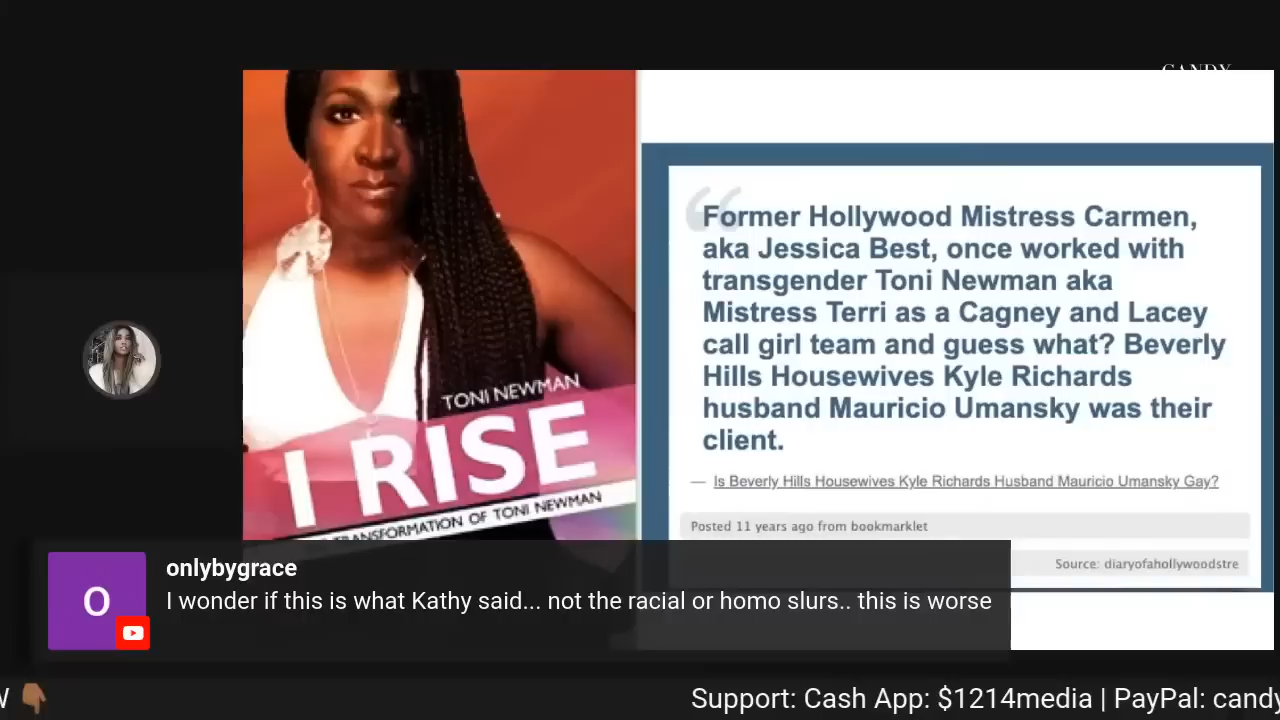 CANDY
Former Hollywood Mistress Carmen,
aka Jessica Best, once worked with
transgender Toni Newman aka
Mistress Terri as a Cagney and Lacey
call girl team and guess what? Beverly
Hills Housewives Kyle Richards
husband Mauricio Umansky was their
client.
— Is Beverly Hills Housewives Kyle Richards Husband Mauricio Umansky Gay?
Posted 11 years ago from bookmarklet
Source: diaryofahollywoodstre
TONI NEWMAN
I RISE
TRANSFORMATION OF TONI NEWMAN
O
onlybygrace
I wonder if this is what Kathy said... not the racial or homo slurs.. this is worse
Support: Cash App: $1214media | PayPal: candy